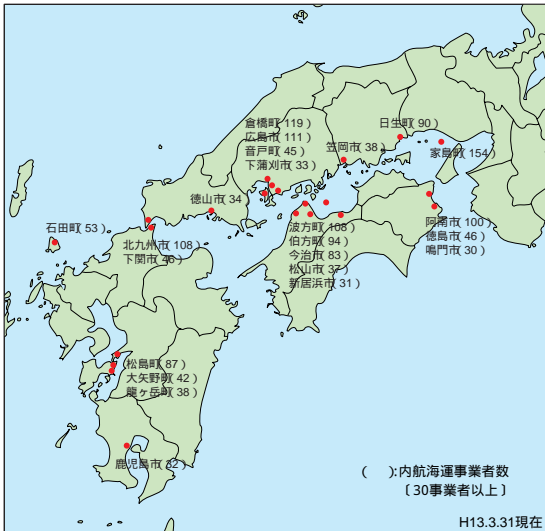 倉橋町( 119 )
広島市( 111 )
音戸町( 45 )
下蒲刈市( 33 )
日生町( 90 )
笠岡市( 38 )
家島町( 154 )
徳山市( 34 )
石田町( 53 )
北九州市( 108 )
下関市( 46 )
波方町( 108 )
伯方町( 94 )
今治市( 83 )
松山市( 37 )
新居浜市( 31 )
阿南市( 100 )
徳島市( 46 )
鳴門市( 30 )
松島町( 87 )
大矢野町( 42 )
龍ヶ岳町( 38 )
鹿児島市( 32 )
(　):内航海運事業者数
〔 30事業者以上 〕
H13.3.31現在